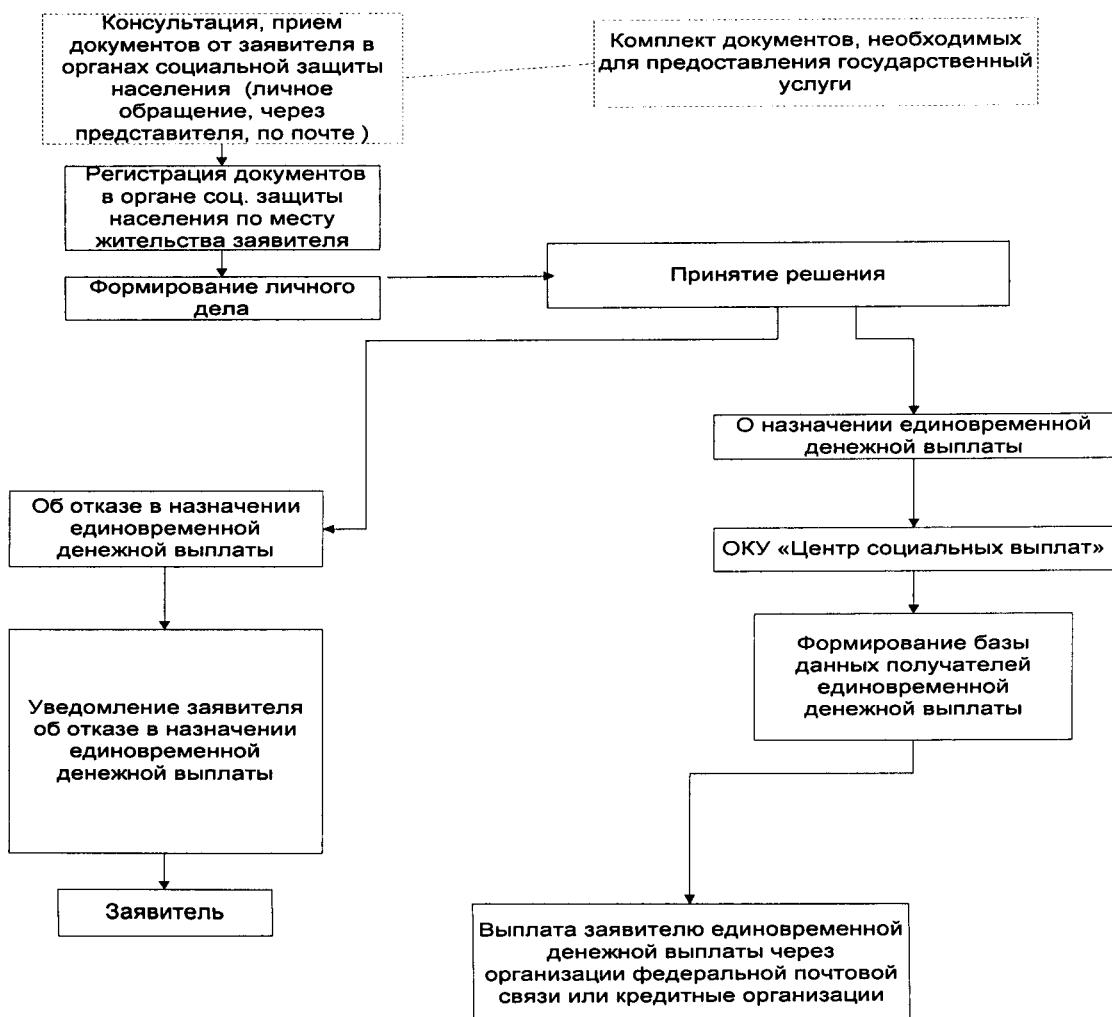 Консультация, прием
документов от заявителя в
органах социальной защиты
населения (личное
обращение, через
представителя, по почте )
Комплект документов, необходимых
для предоставления государственный
услуги
Регистрация документов
в органе соц. защиты
населения по месту
жительства заявителя
Формирование личного
дела
Принятие решения
О назначении единовременной
денежной выплаты
Об отказе в назначении
единовременной
денежной выплаты
ОКУ «Центр социальных выплат»
Формирование базы
данных получателей
единовременной
денежной выплаты
Уведомление заявителя
об отказе в назначении
единовременной
денежной выплаты
Заявитель
Выплата заявителю единовременной
денежной выплаты через
организации федеральной почтовой
связи или кредитные организации